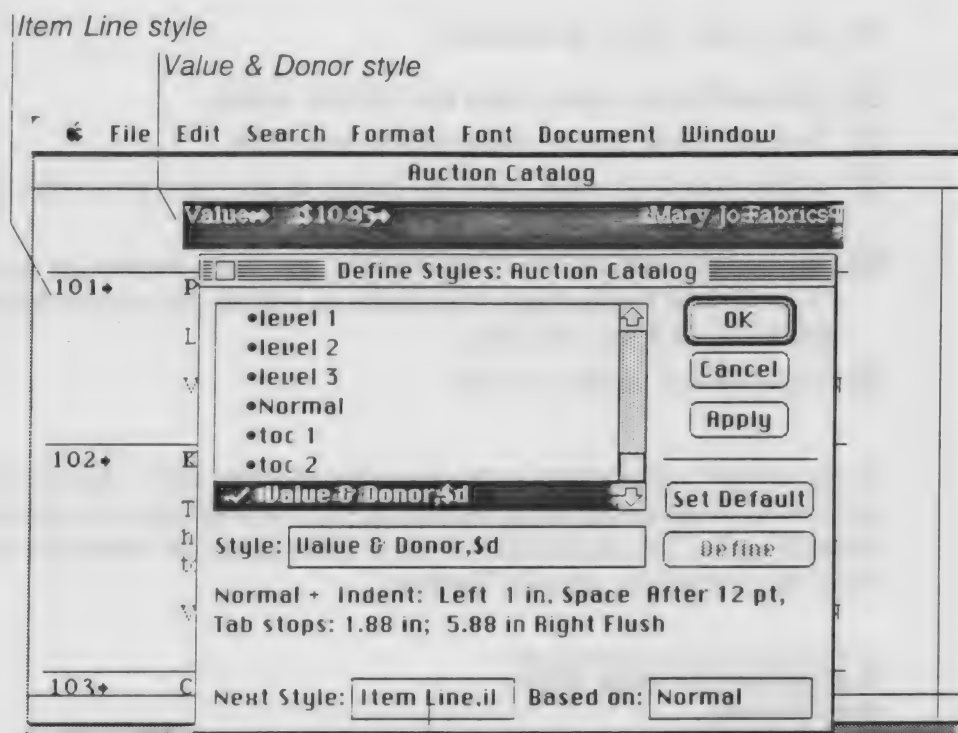 Item Line style
Value & Donor style
File Edit Search Format Font Document Window
Auction Catalog
Value $10.95 Mary Jo Fabrics¶
Define Styles: Auction Catalog
101 P
•level 1
OK
L
•level 2
•level 3
Cancel
V
•Normal
Apply
•toc 1
102 K
•toc 2
✓ •Value & Donor,$d
Set Default
T
h
Style: Value & Donor,$d
Define
t
Normal + Indent: Left 1 in. Space After 12 pt,
V
Tab stops: 1.88 in; 5.88 in Right Flush
103 C
Next Style: Item Line,il Based on: Normal